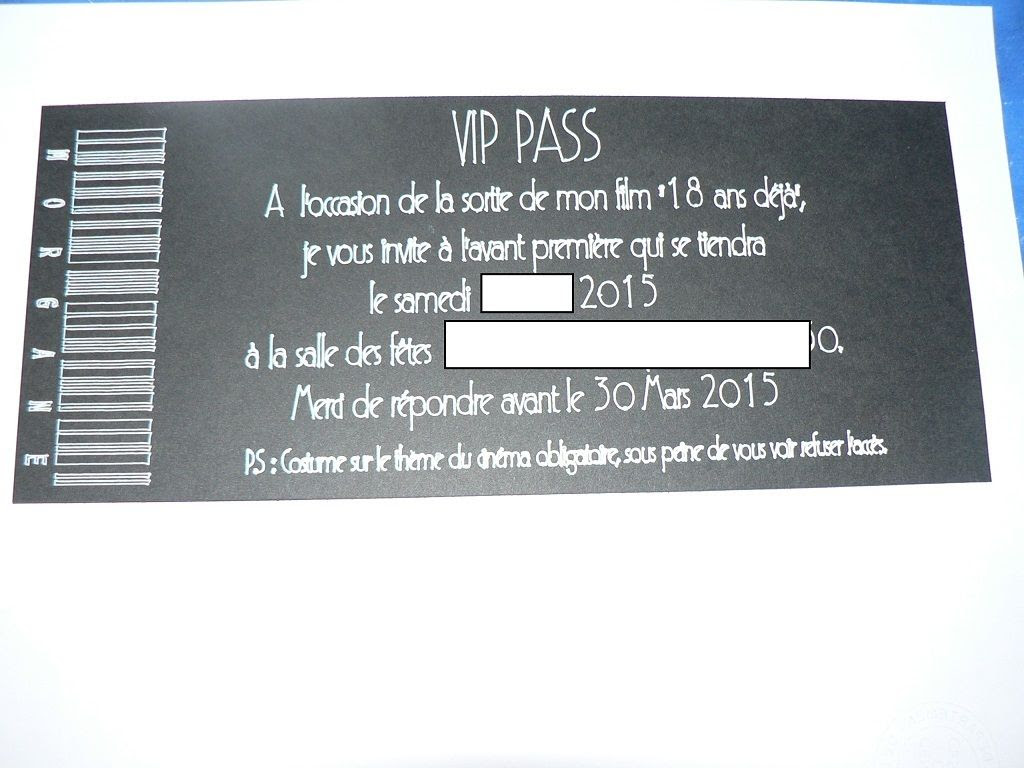 VIP PASS
A l'occasion de la sortie de mon film "18 ans déjà",
je vous invite à l'avant première qui se tiendra
le samedi 2015
à la salle des fêtes
Merci de répondre avant le 30 Mars 2015
P.S : Costume sur le thème du cinéma obligatoire, sous peine de vous voir refuser l'accès.
MORGANE